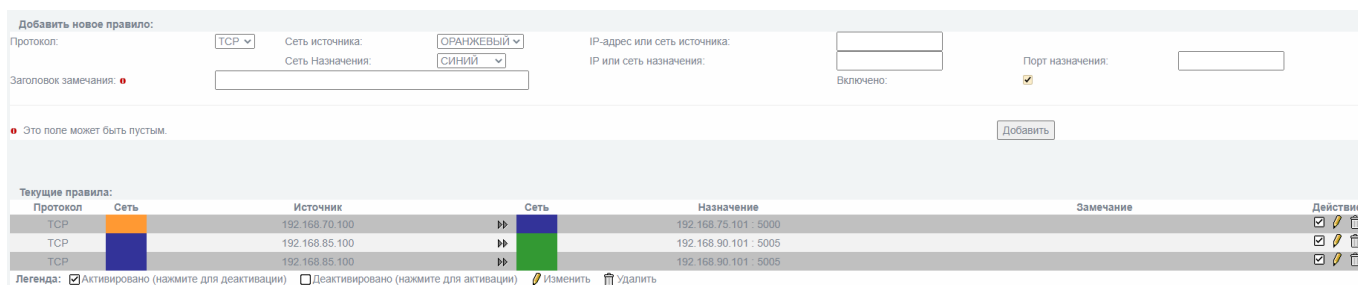 Добавить новое правило:
Протокол: TCP Сеть источника: ОРАНЖЕВЫЙ IP-адрес или сеть источника:
Сеть Назначения: СИНИЙ IP или сеть назначения: Порт назначения:
Заголовок замечания: Включено:
Это поле может быть пустым. Добавить
Текущие правила:
Протокол Сеть Источник Сеть Назначение Замечание Действие
TCP 192.168.70.100 192.168.75.101 : 5000
TCP 192.168.85.100 192.168.90.101 : 5005
TCP 192.168.85.100 192.168.90.101 : 5005
Легенда: Активировано (нажмите для деактивации) Деактивировано (нажмите для активации) Изменить Удалить